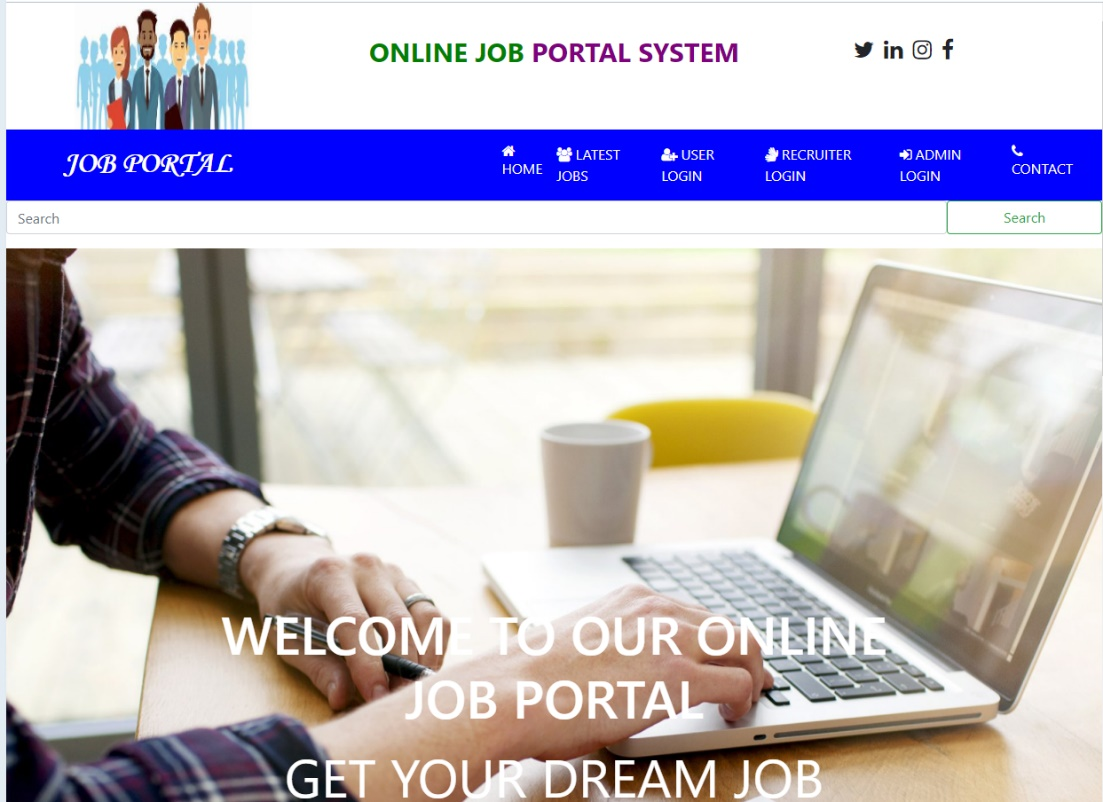 ONLINE JOB PORTAL SYSTEM
JOB PORTAL
HOME
LATEST
JOBS
USER
LOGIN
RECRUITER
LOGIN
ADMIN
LOGIN
CONTACT
Search
Search
WELCOME TO OUR ONLINE
JOB PORTAL
GET YOUR DREAM JOB